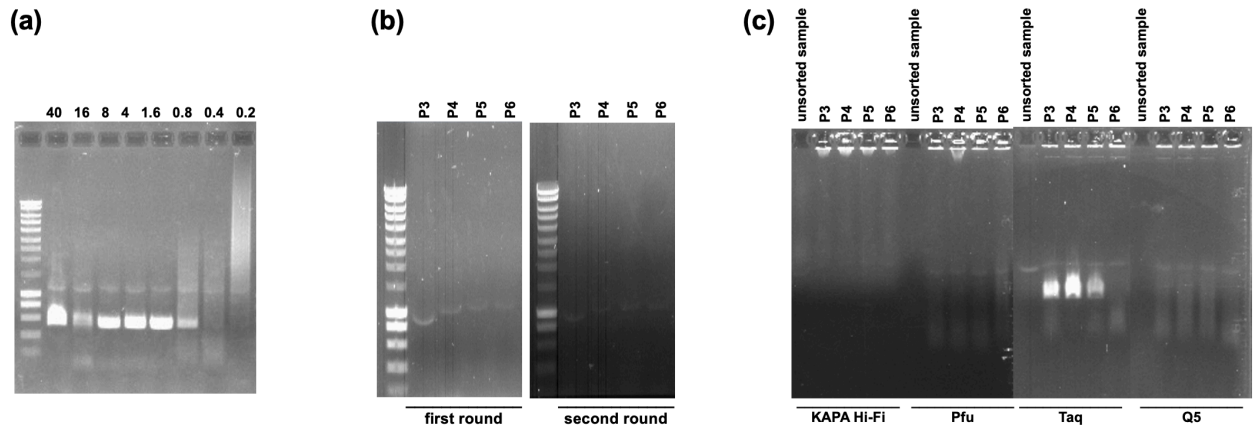 (a)
40 16 8 4 1.6 0.8 0.4 0.2
(b)
P3 P4 P5 P6 P3 P4 P5 P6
first round second round
(c)
unsorted sample P3 P4 P5 P6 unsorted sample P3 P4 P5 P6 unsorted sample P3 P4 P5 P6 unsorted sample P3 P4 P5 P6
KAPA Hi-Fi Pfu Taq Q5